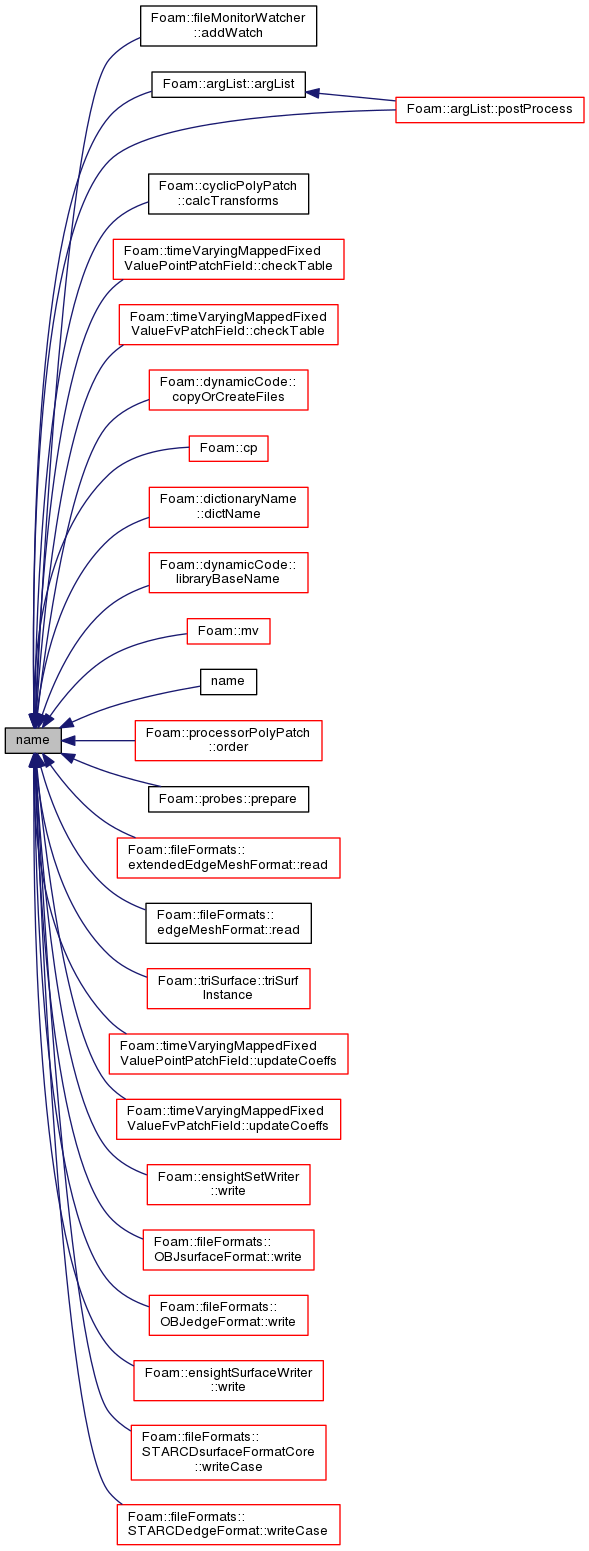 Foam::fileMonitorWatcher
::addWatch
Foam::argList::argList
Foam::argList::postProcess
Foam::cyclicPolyPatch
::calcTransforms
Foam::timeVaryingMappedFixed
ValuePointPatchField::checkTable
Foam::timeVaryingMappedFixed
ValueFvPatchField::checkTable
Foam::dynamicCode::
copyOrCreateFiles
Foam::cp
Foam::dictionaryName
::dictName
Foam::dynamicCode::
libraryBaseName
Foam::mv
name
name
Foam::processorPolyPatch
::order
Foam::probes::prepare
Foam::fileFormats::
extendedEdgeMeshFormat::read
Foam::fileFormats::
edgeMeshFormat::read
Foam::triSurface::triSurf
Instance
Foam::timeVaryingMappedFixed
ValuePointPatchField::updateCoeffs
Foam::timeVaryingMappedFixed
ValueFvPatchField::updateCoeffs
Foam::ensightSetWriter
::write
Foam::fileFormats::
OBJsurfaceFormat::write
Foam::fileFormats::
OBJedgeFormat::write
Foam::ensightSurfaceWriter
::write
Foam::fileFormats::
STARCDsurfaceFormatCore
::writeCase
Foam::fileFormats::
STARCDedgeFormat::writeCase